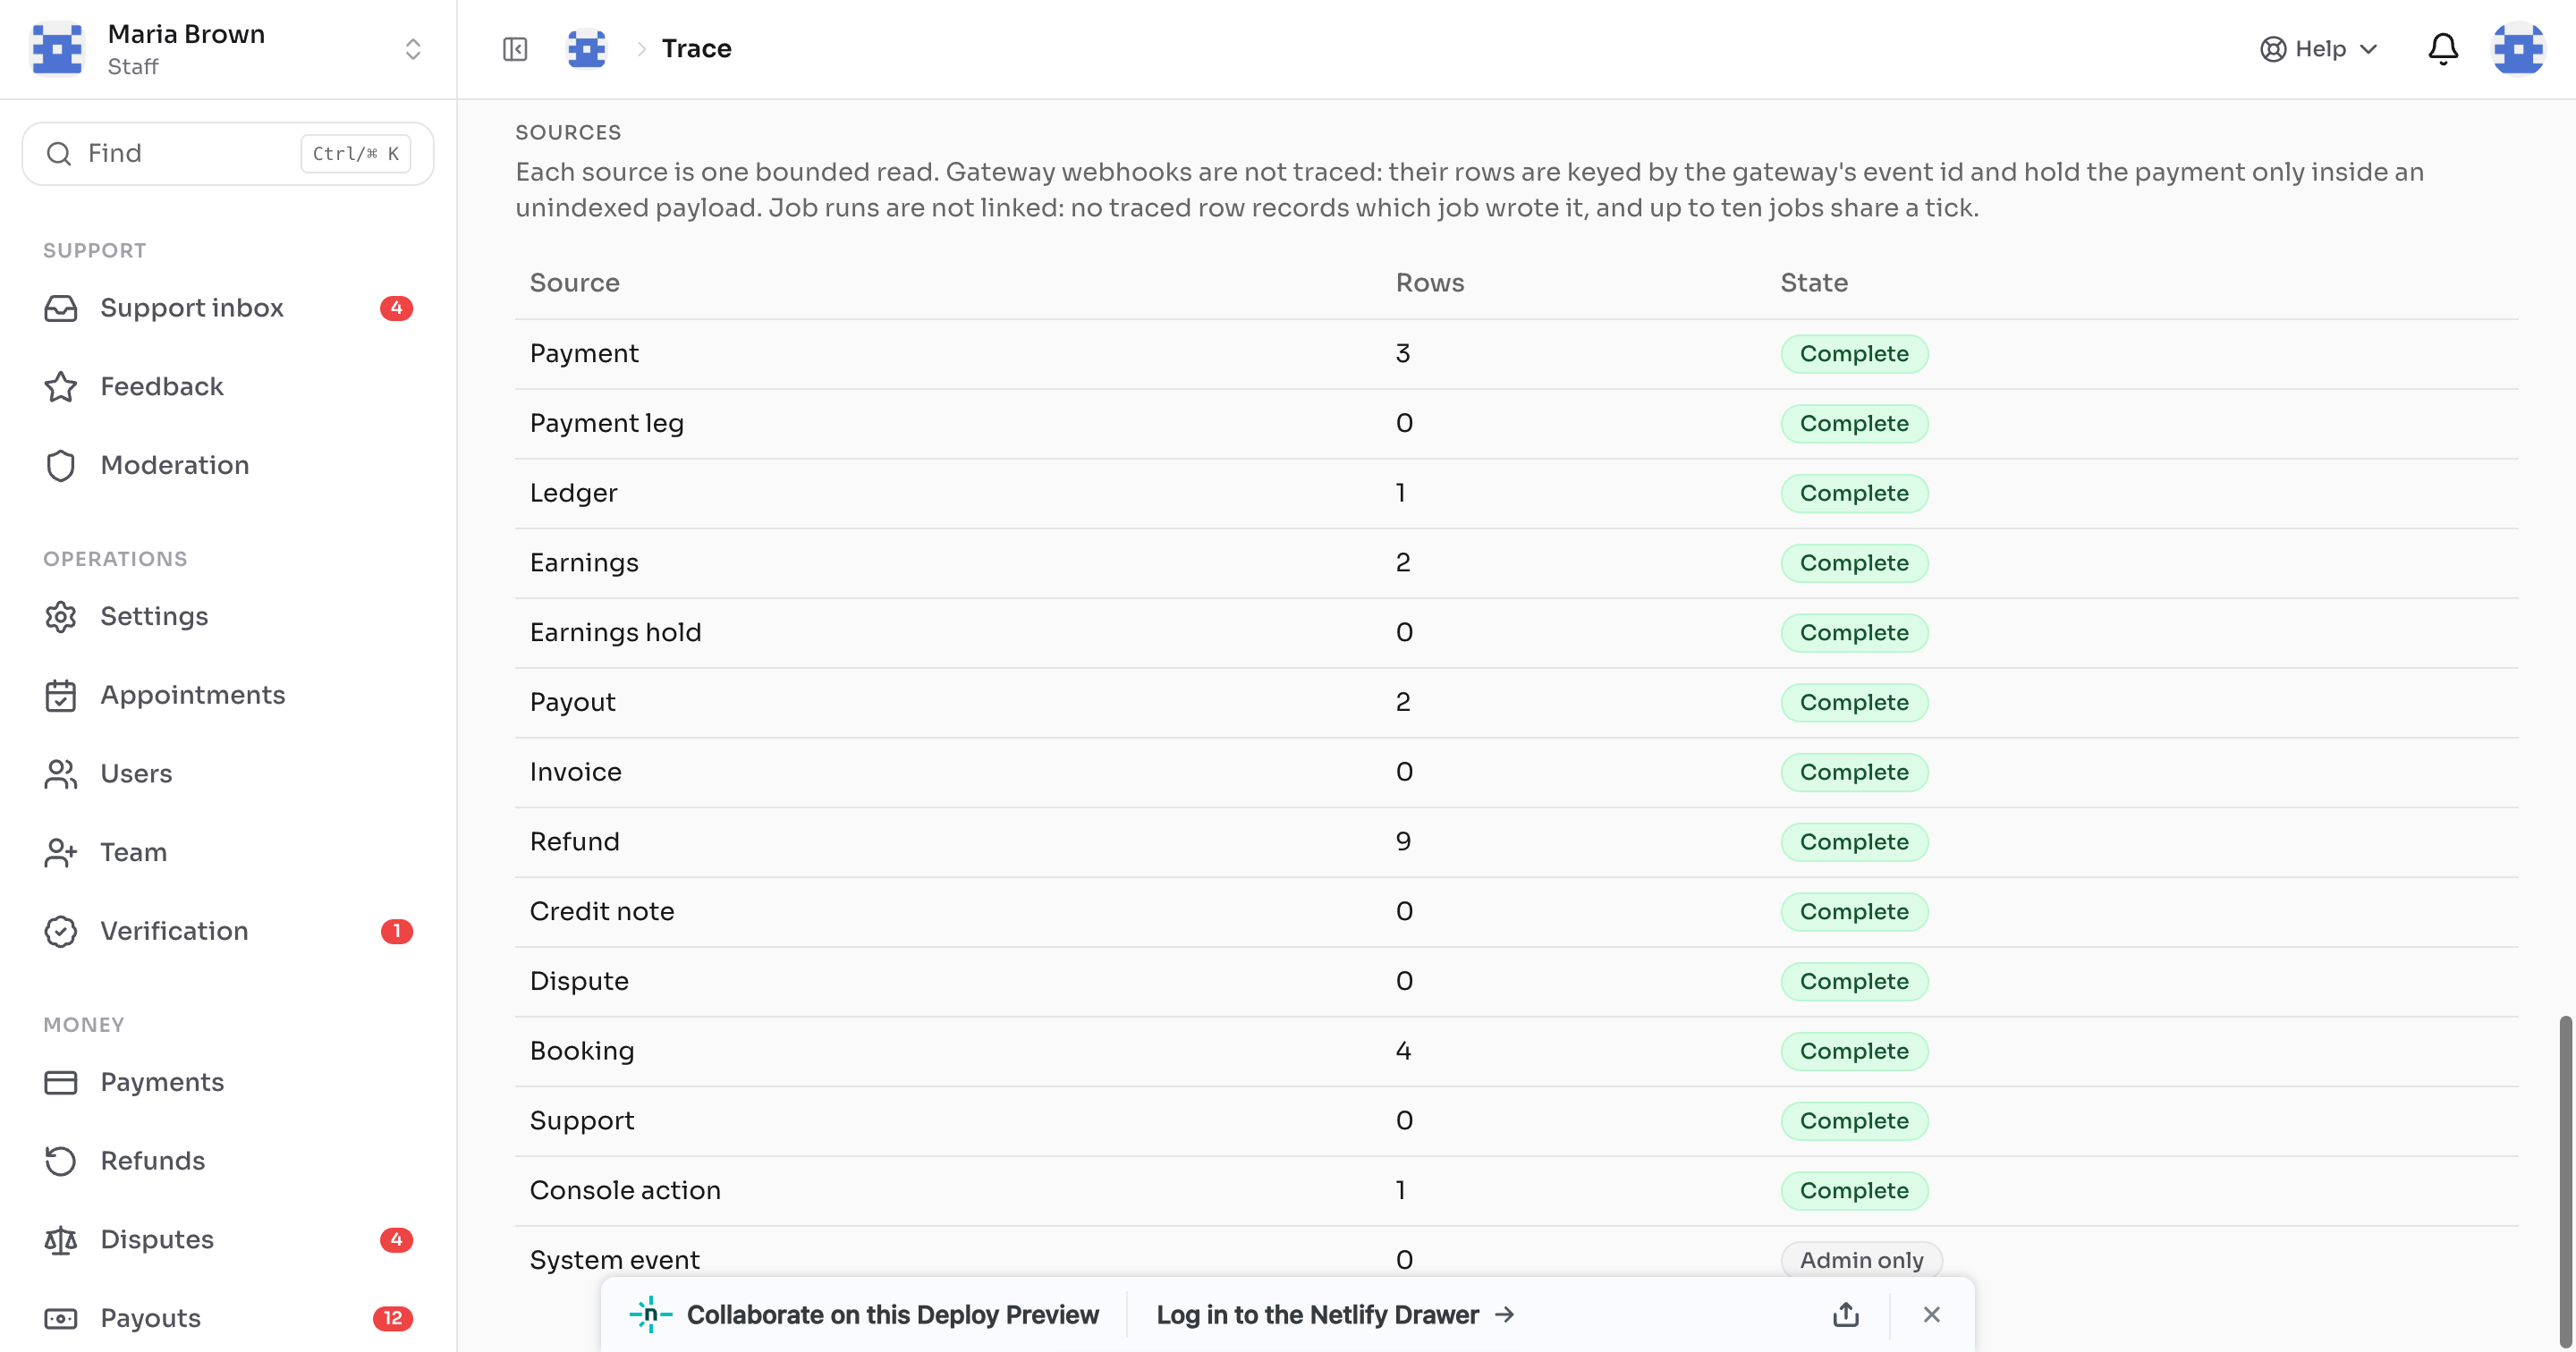 Maria Brown
Staff
Find
Ctrl/⌘ K
SUPPORT
Support inbox 4
Feedback
Moderation
OPERATIONS
Settings
Appointments
Users
Team
Verification 1
MONEY
Payments
Refunds
Disputes 4
Payouts 12
Trace
Help
SOURCES
Each source is one bounded read. Gateway webhooks are not traced: their rows are keyed by the gateway's event id and hold the payment only inside an
unindexed payload. Job runs are not linked: no traced row records which job wrote it, and up to ten jobs share a tick.
Source Rows State
Payment 3 Complete
Payment leg 0 Complete
Ledger 1 Complete
Earnings 2 Complete
Earnings hold 0 Complete
Payout 2 Complete
Invoice 0 Complete
Refund 9 Complete
Credit note 0 Complete
Dispute 0 Complete
Booking 4 Complete
Support 0 Complete
Console action 1 Complete
System event 0 Admin only
n Collaborate on this Deploy Preview Log in to the Netlify Drawer →